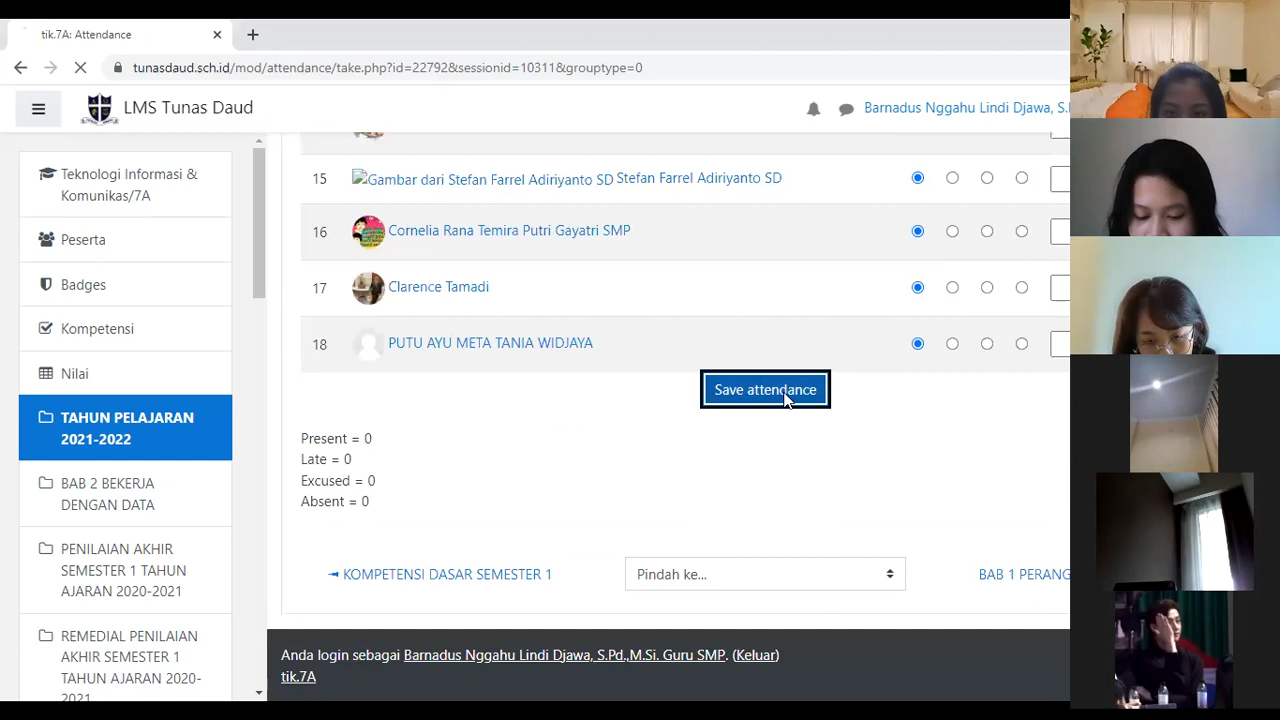 tik.7A: Attendance
tunasdaud.sch.id/mod/attendance/take.php?id=22792&sessionid=10311&grouptype=0
LMS Tunas Daud
Barnadus Nggahu Lindi Djawa, S.
Teknologi Informasi &
Komunikas/7A
Peserta
Badges
Kompetensi
Nilai
TAHUN PELAJARAN
2021-2022
BAB 2 BEKERJA
DENGAN DATA
PENILAIAN AKHIR
SEMESTER 1 TAHUN
AJARAN 2020-2021
REMEDIAL PENILAIAN
AKHIR SEMESTER 1
TAHUN AJARAN 2020-
2021
15 Gambar dari Stefan Farrel Adiriyanto SD Stefan Farrel Adiriyanto SD
16 Cornelia Rana Temira Putri Gayatri SMP
17 Clarence Tamadi
18 PUTU AYU META TANIA WIDJAYA
Save attendance
Present = 0
Late = 0
Excused = 0
Absent = 0
◄ KOMPETENSI DASAR SEMESTER 1
Pindah ke...
BAB 1 PERANG
Anda login sebagai Barnadus Nggahu Lindi Djawa, S.Pd.,M.Si. Guru SMP. (Keluar)
tik.7A